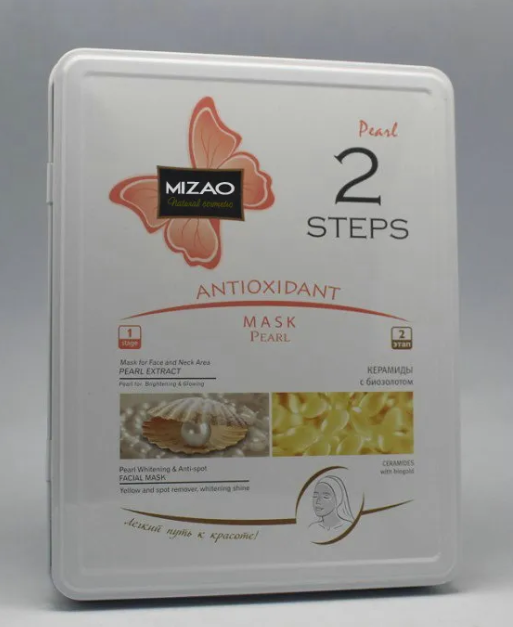 Pearl
2
STEPS
MIZAO
Natural cosmetic
ANTIOXIDANT
MASK
PEARL
1
stage
2
этап
Mask for Face and Neck Area
PEARL EXTRACT
Pearl for, Brightening & Glowing
КЕРАМИДЫ
с биозолотом
Pearl Whitening & Anti-spot
FACIAL MASK
Yellow and spot remover, whitening shine
CERAMIDES
with biogold
Легкий путь к красоте!